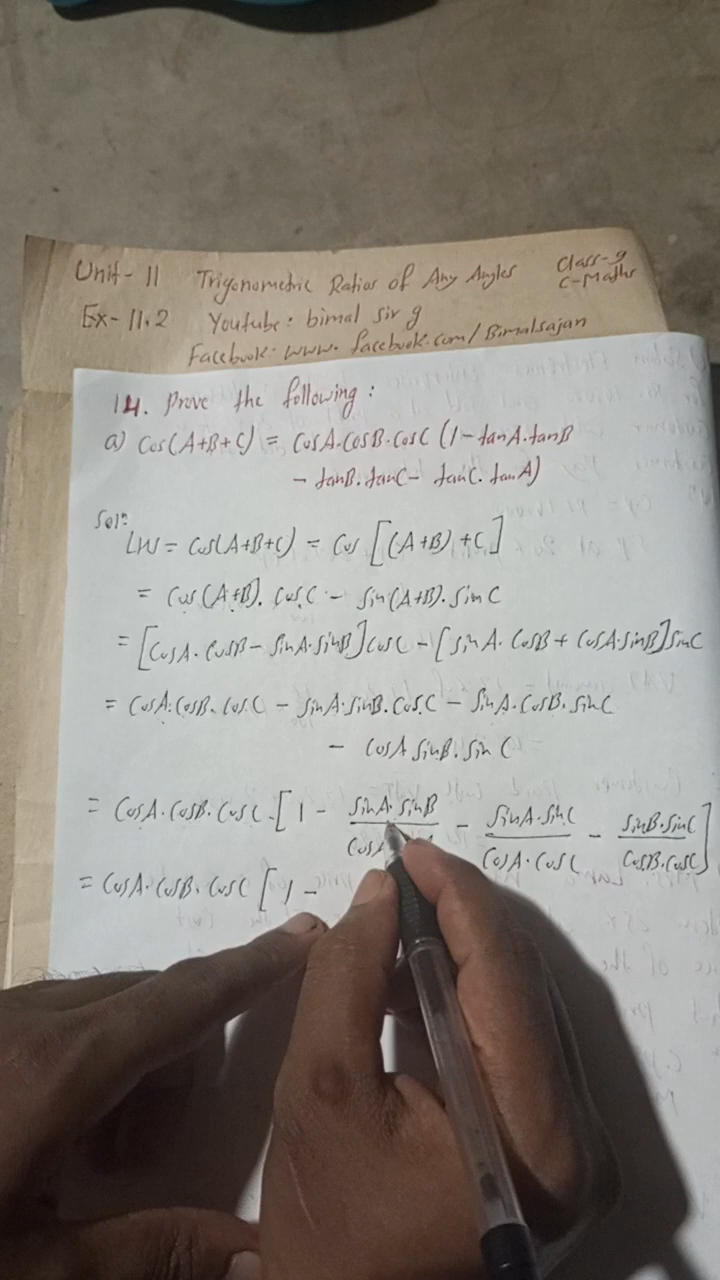 Unit- 11 Trigonometric Ratios of Any Angles Class-9
C-Maths
Ex- 11.2 Youtube: bimal sir g
Facebook: www. facebook.com/Bimalsajan
14. Prove the following:
a) Cos(A+B+C) = CosA.CosB.CosC (1-tanA.tanB
- tanB.tanC- tanC.tanA)
Solⁿ:
= Cos(A+B+C) = Cos [(A+B)+C]
= Cos(A+B). CosC - Sin(A+B).SinC
= [CosA.CosB - SinA.SinB]CosC - [SinA.CosB + CosA.SinB]SinC
= CosA.CosB.CosC - SinA.SinB.CosC - SinA.CosB.SinC
- CosA SinB.SinC
= CosA.CosB.CosC.[1 - SinA.SinB/CosA - SinA.SinC/CosA.CosC - SinB.SinC/CosB.CosC]
= CosA.CosB.CosC [1 -